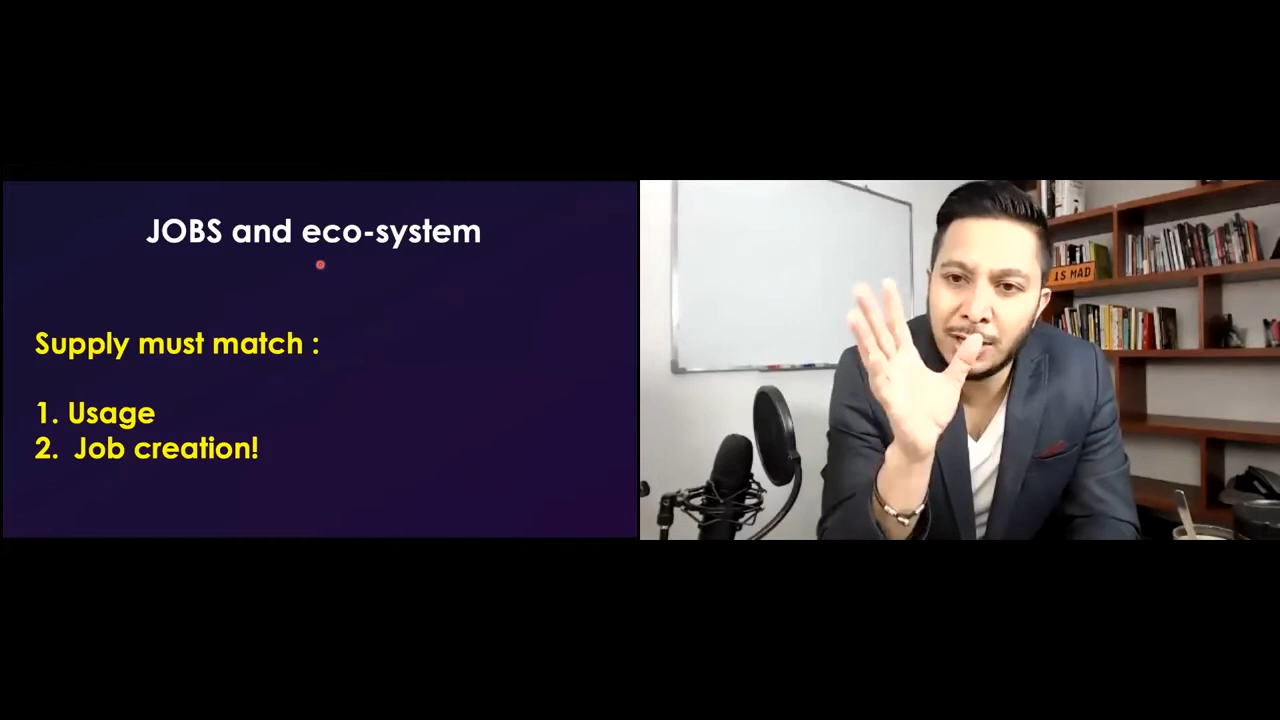 JOBS and eco-system
Supply must match :
1. Usage
2. Job creation!
IS MAD